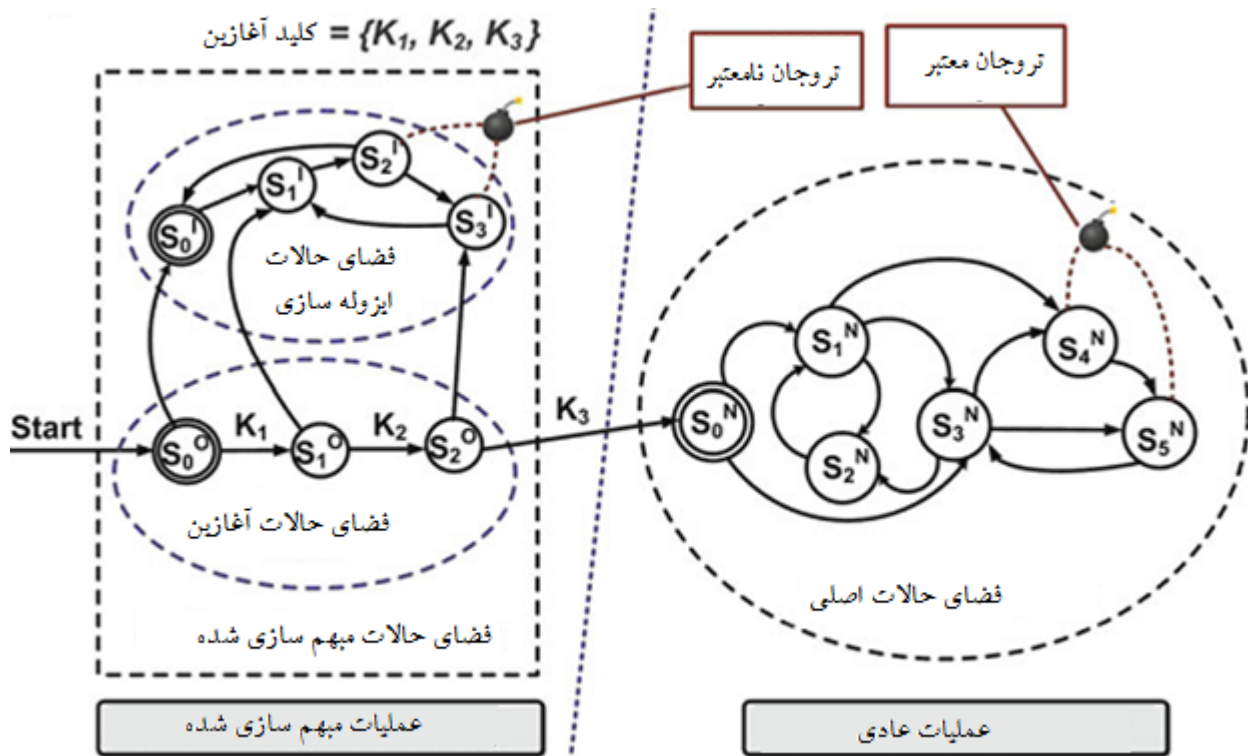 کلید آغازین = {K₁, K₂, K₃}
تروجان نامعتبر
تروجان معتبر
S₂ᴵ
S₁ᴵ
S₃ᴵ
S₀ᴵ
فضای حالات
ایزوله سازی
Start
S₀ᴼ
K₁
S₁ᴼ
K₂
S₂ᴼ
K₃
فضای حالات آغازین
فضای حالات مبهم سازی شده
عملیات مبهم سازی شده
S₁ᴺ
S₄ᴺ
S₀ᴺ
S₃ᴺ
S₅ᴺ
S₂ᴺ
فضای حالات اصلی
عملیات عادی